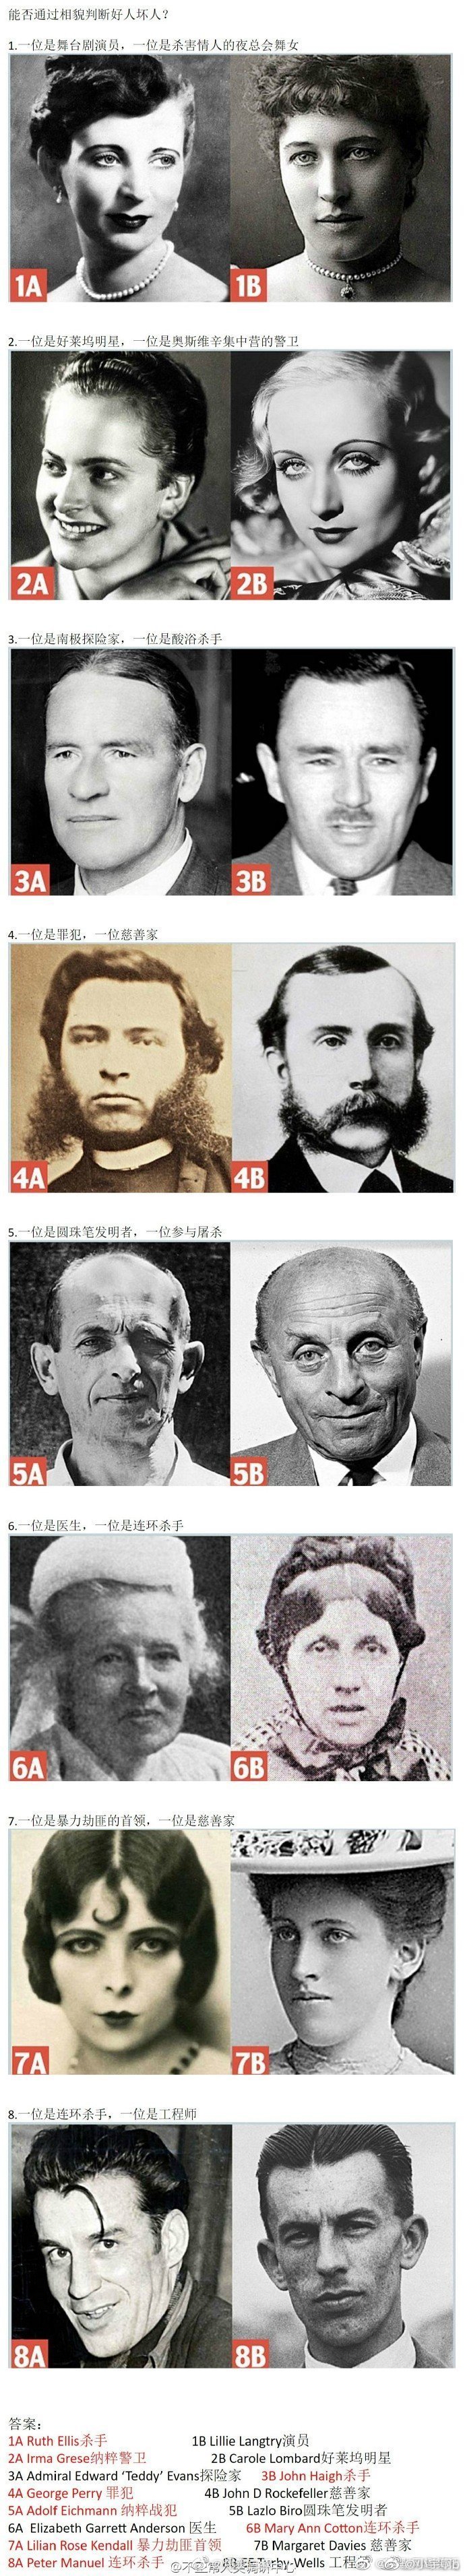 能否通过相貌判断好人坏人？
1.一位是舞台剧演员，一位是杀害情人的夜总会舞女
1A
1B
2.一位是好莱坞明星，一位是奥斯维辛集中营的警卫
2A
2B
3.一位是南极探险家，一位是酸浴杀手
3A
3B
4.一位是罪犯，一位慈善家
4A
4B
5.一位是圆珠笔发明者，一位参与屠杀
5A
5B
6.一位是医生，一位是连环杀手
6A
6B
7.一位是暴力劫匪的首领，一位是慈善家
7A
7B
8.一位是连环杀手，一位是工程师
8A
8B
答案：
1A Ruth Ellis杀手 1B Lillie Langtry演员
2A Irma Grese纳粹警卫 2B Carole Lombard好莱坞明星
3A Admiral Edward ‘Teddy’ Evans探险家 3B John Haigh杀手
4A George Perry 罪犯 4B John D Rockefeller慈善家
5A Adolf Eichmann 纳粹战犯 5B Lazlo Biro圆珠笔发明者
6A Elizabeth Garrett Anderson 医生 6B Mary Ann Cotton连环杀手
7A Lilian Rose Kendall 暴力劫匪首领 7B Margaret Davies 慈善家
8A Peter Manuel 连环杀手 Wells 工程